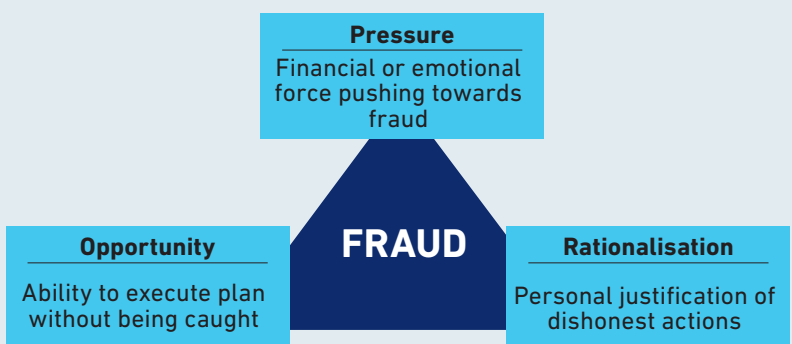 Pressure
Financial or emotional
force pushing towards
fraud
FRAUD
Opportunity
Ability to execute plan
without being caught
Rationalisation
Personal justification of
dishonest actions